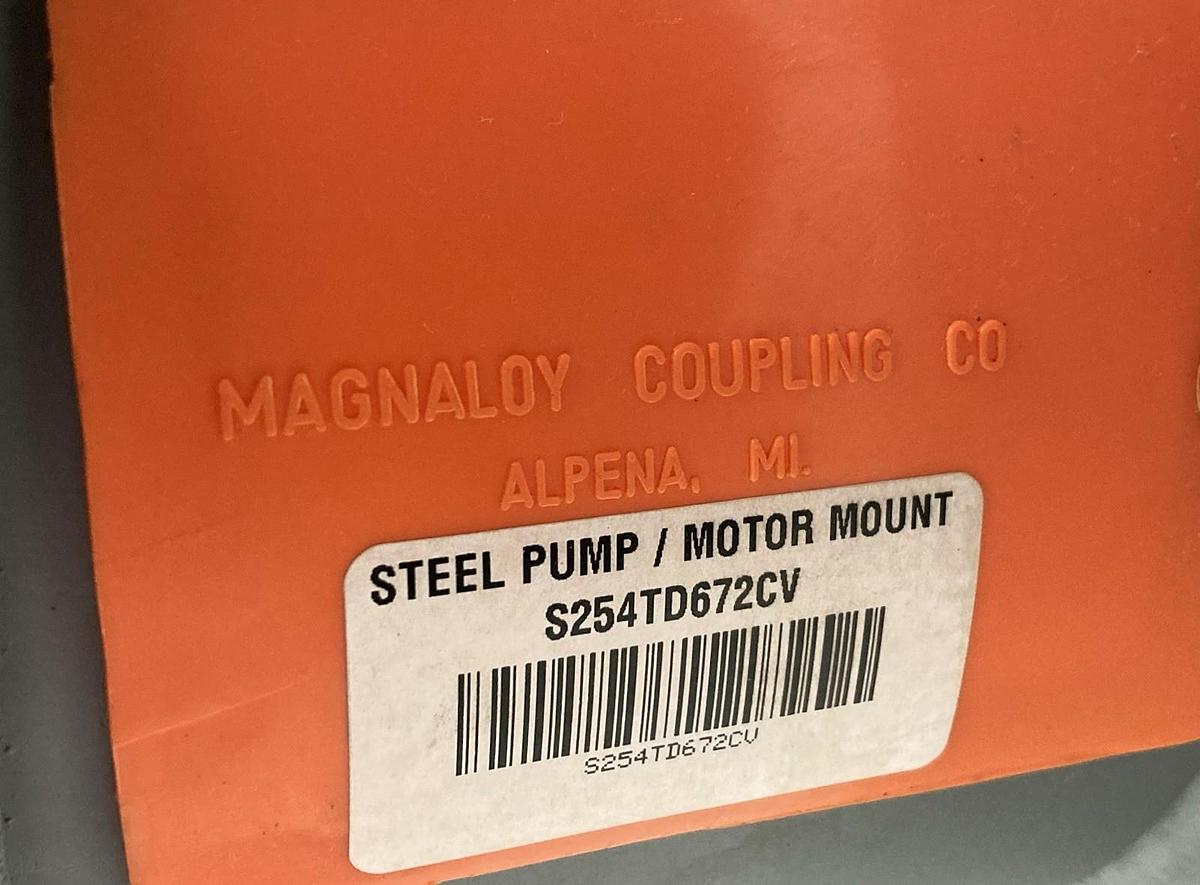 MAGNALOY COUPLING CO
ALPENA, MI.
STEEL PUMP / MOTOR MOUNT
S254TD672CV
S254TD672CV